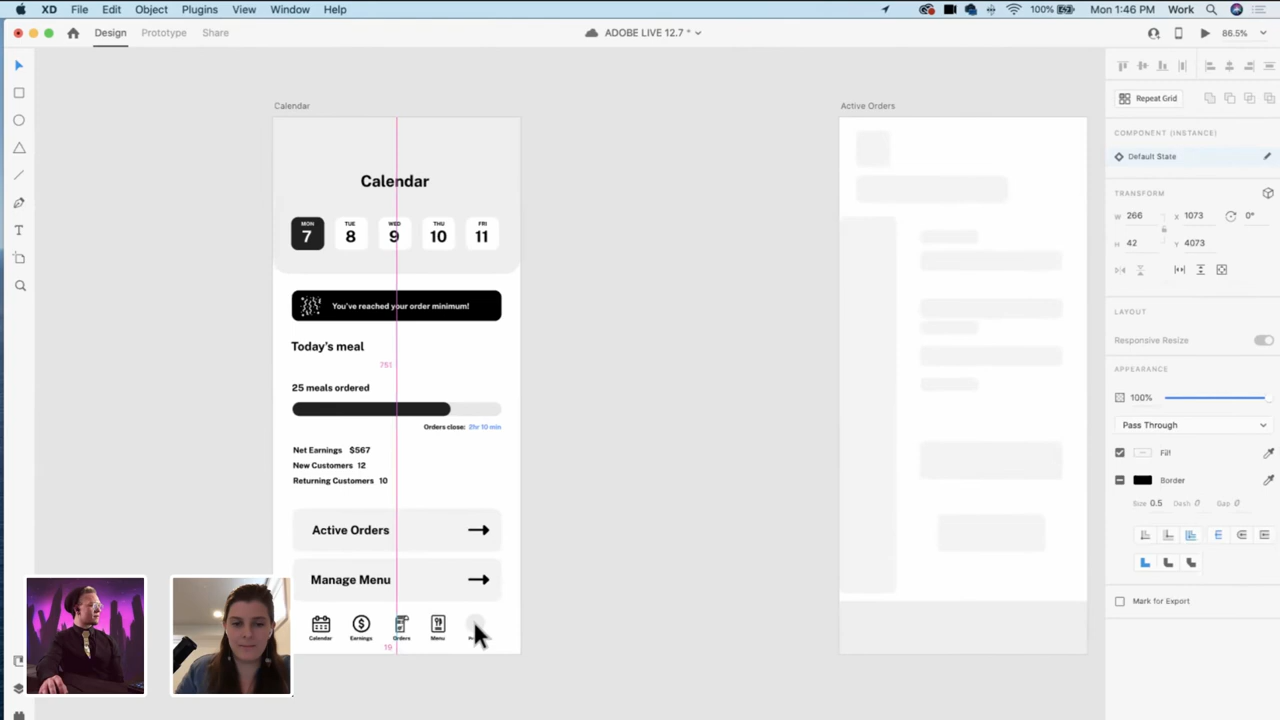 XD File Edit Object Plugins View Window Help 100% Mon 1:46 PM Work
Design Prototype Share ADOBE LIVE 12.7 * 86.5%
Calendar
Active Orders
Repeat Grid
COMPONENT (INSTANCE)
Default State
TRANSFORM
W 266 X 1073 0°
H 42 Y 4073
LAYOUT
Responsive Resize
APPEARANCE
100%
Pass Through
Fill
Border
Size 0.5 Dash 0 Gap 0
Mark for Export
Calendar
MON TUE WED THU FRI
7 8 9 10 11
You've reached your order minimum!
Today's meal
751
25 meals ordered
Orders close: 2hr 10 min
Net Earnings $567
New Customers 12
Returning Customers 10
Active Orders
Manage Menu
Calendar Earnings Orders Menu
19